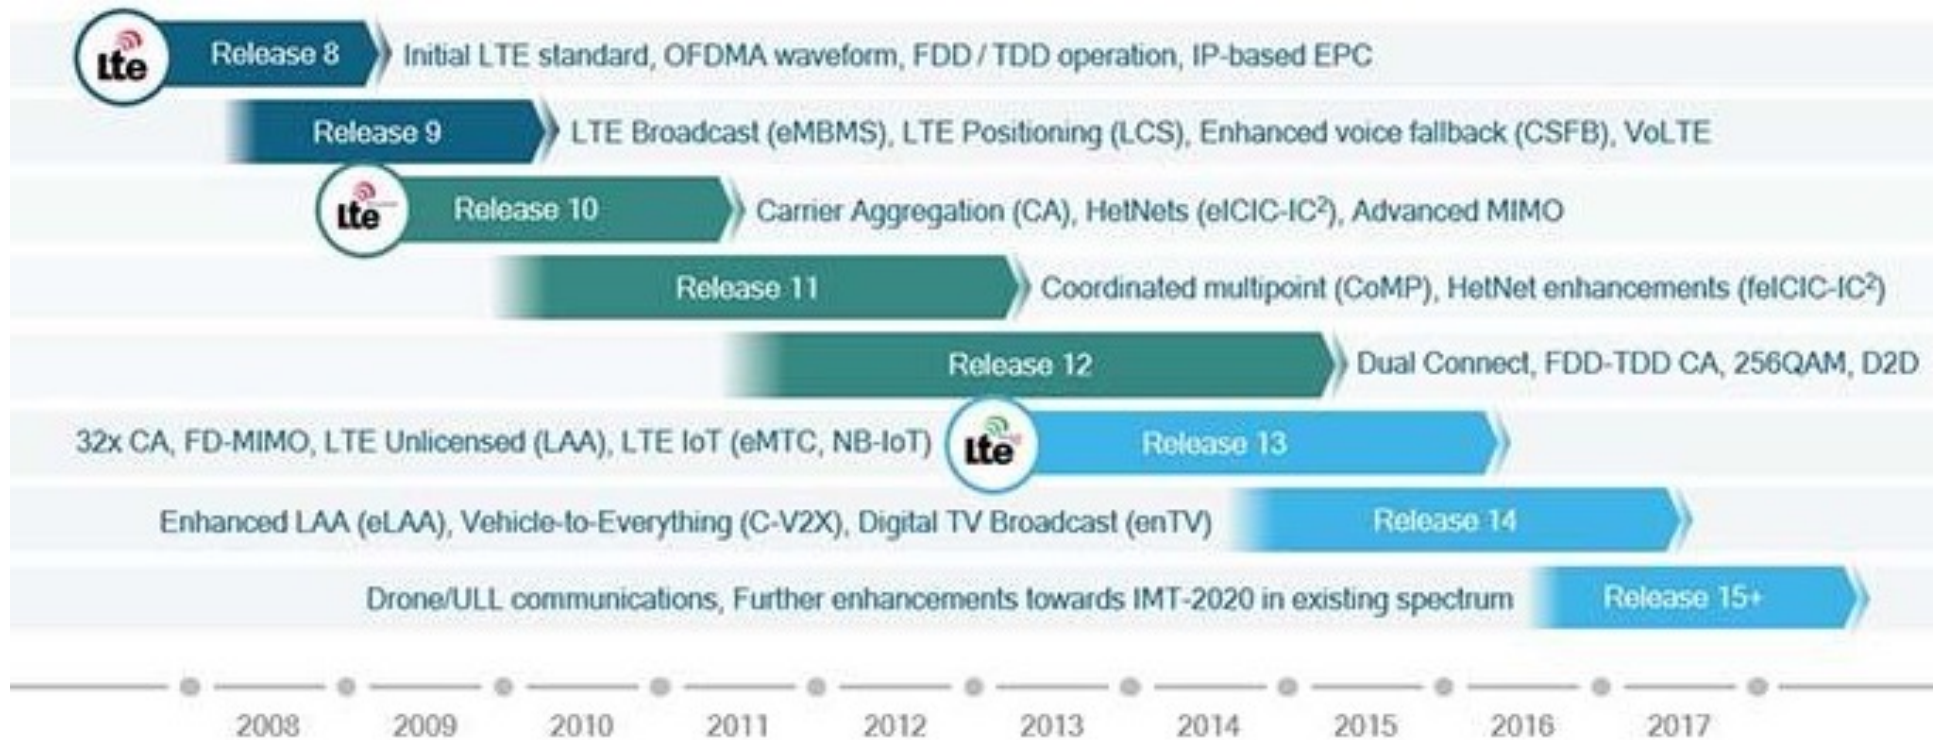 Lte Release 8 Initial LTE standard, OFDMA waveform, FDD / TDD operation, IP-based EPC
Release 9 LTE Broadcast (eMBMS), LTE Positioning (LCS), Enhanced voice fallback (CSFB), VoLTE
Lte Release 10 Carrier Aggregation (CA), HetNets (eICIC-IC²), Advanced MIMO
Release 11 Coordinated multipoint (CoMP), HetNet enhancements (feICIC-IC²)
Release 12 Dual Connect, FDD-TDD CA, 256QAM, D2D
32x CA, FD-MIMO, LTE Unlicensed (LAA), LTE IoT (eMTC, NB-IoT) Lte Release 13
Enhanced LAA (eLAA), Vehicle-to-Everything (C-V2X), Digital TV Broadcast (enTV) Release 14
Drone/ULL communications, Further enhancements towards IMT-2020 in existing spectrum Release 15+
2008 2009 2010 2011 2012 2013 2014 2015 2016 2017